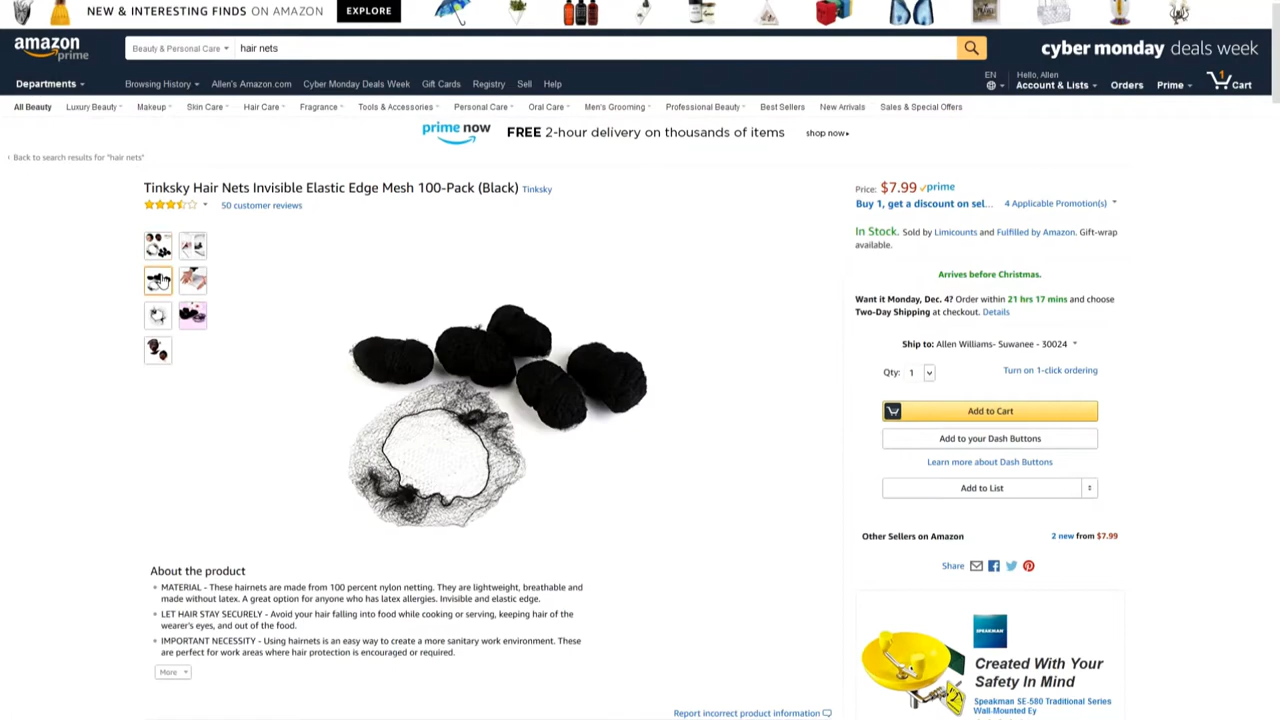 NEW & INTERESTING FINDS ON AMAZON EXPLORE
amazon prime
Beauty & Personal Care hair nets
cyber monday deals week
Departments Browsing History Allen's Amazon.com Cyber Monday Deals Week Gift Cards Registry Sell Help
EN Hello, Allen Account & Lists Orders Prime 1 Cart
All Beauty Luxury Beauty Makeup Skin Care Hair Care Fragrance Tools & Accessories Personal Care Oral Care Men's Grooming Professional Beauty Best Sellers New Arrivals Sales & Special Offers
prime now FREE 2-hour delivery on thousands of items shop now
‹ Back to search results for "hair nets"
Tinksky Hair Nets Invisible Elastic Edge Mesh 100-Pack (Black) Tinksky
50 customer reviews
Price: $7.99 prime
Buy 1, get a discount on sel... 4 Applicable Promotion(s)
In Stock. Sold by Limicounts and Fulfilled by Amazon. Gift-wrap
available.
Arrives before Christmas.
Want it Monday, Dec. 4? Order within 21 hrs 17 mins and choose
Two-Day Shipping at checkout. Details
Ship to: Allen Williams- Suwanee - 30024
Qty: 1 Turn on 1-click ordering
Add to Cart
Add to your Dash Buttons
Learn more about Dash Buttons
Add to List
Other Sellers on Amazon 2 new from $7.99
Share
About the product
• MATERIAL - These hairnets are made from 100 percent nylon netting. They are lightweight, breathable and
made without latex. A great option for anyone who has latex allergies. Invisible and elastic edge.
• LET HAIR STAY SECURELY - Avoid your hair falling into food while cooking or serving, keeping hair of the
wearer's eyes, and out of the food.
• IMPORTANT NECESSITY - Using hairnets is an easy way to create a more sanitary work environment. These
are perfect for work areas where hair protection is encouraged or required.
More
Report incorrect product information
SPEAKMAN
Created With Your
Safety In Mind
Speakman SE-580 Traditional Series
Wall-Mounted Ey